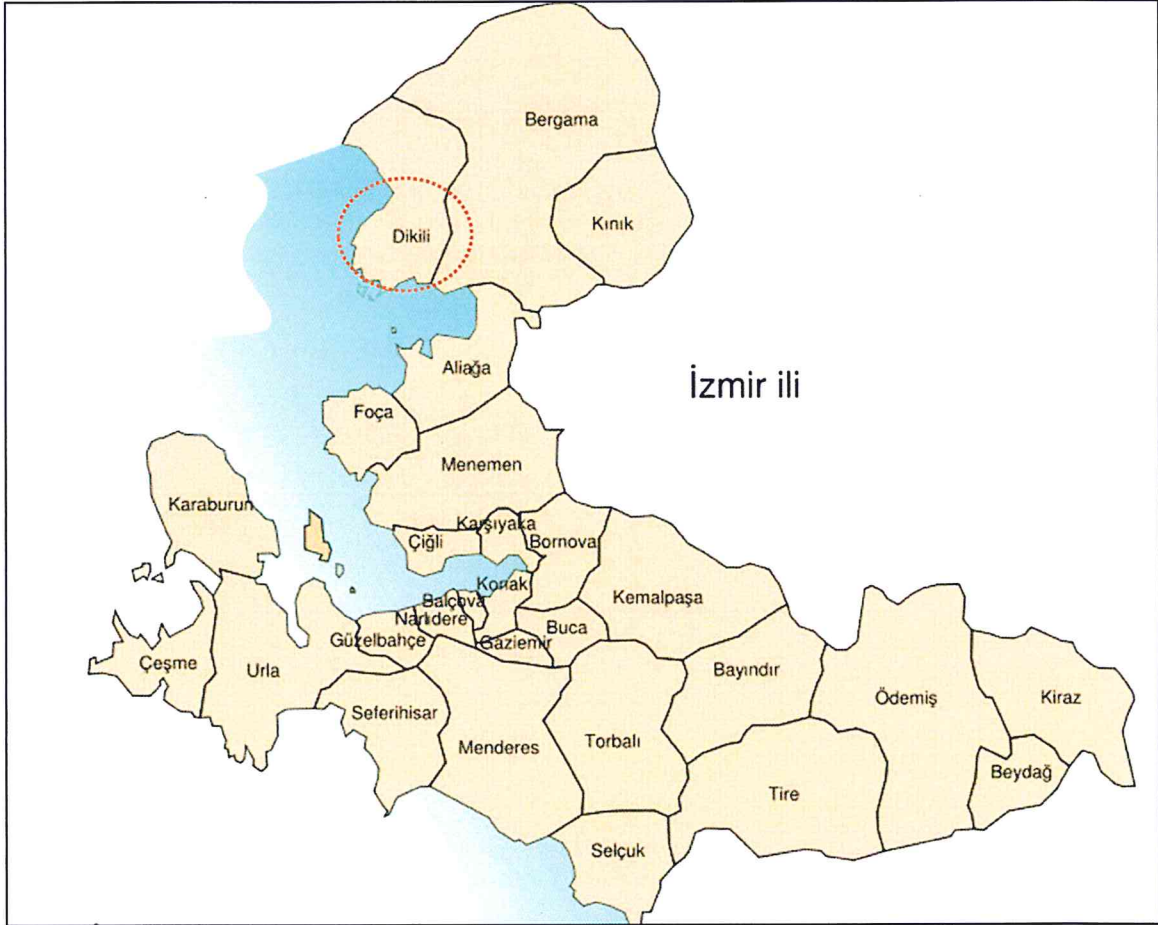 Bergama
Kınık
Dikili
Aliağa
İzmir ili
Foça
Menemen
Karaburun
Karşıyaka
Çiğli
Bornova
Konak
Kemalpaşa
Balçova
Narlıdere
Buca
Güzelbahçe
Gaziemir
Çeşme
Urla
Bayındır
Ödemiş
Kiraz
Seferihisar
Menderes
Torbalı
Beydağ
Tire
Selçuk